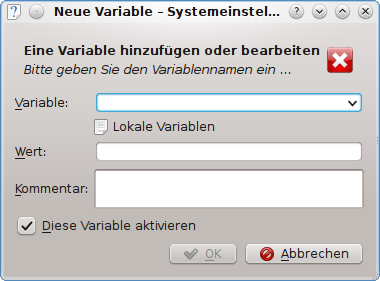 Neue Variable – Systemeinstel...
Eine Variable hinzufügen oder bearbeiten
Bitte geben Sie den Variablennamen ein ...
Variable:
Lokale Variablen
Wert:
Kommentar:
Diese Variable aktivieren
OK
Abbrechen